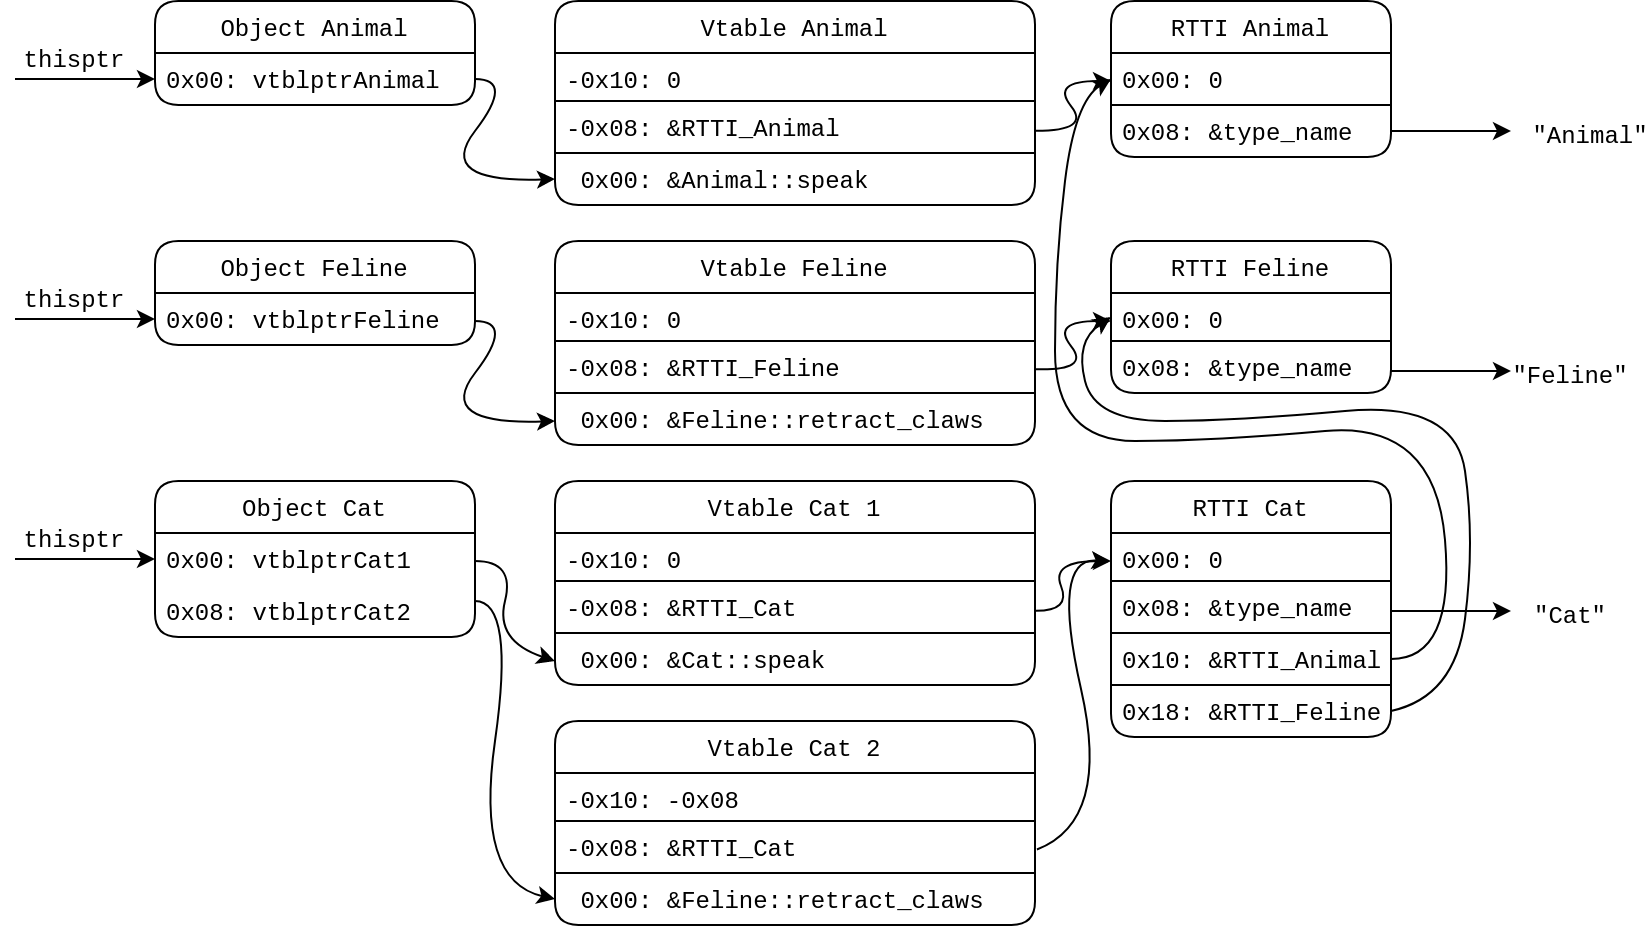 thisptr
Object Animal
0x00: vtblptrAnimal
Vtable Animal
-0x10: 0
-0x08: &RTTI_Animal
0x00: &Animal::speak
RTTI Animal
0x00: 0
0x08: &type_name
"Animal"
thisptr
Object Feline
0x00: vtblptrFeline
Vtable Feline
-0x10: 0
-0x08: &RTTI_Feline
0x00: &Feline::retract_claws
RTTI Feline
0x00: 0
0x08: &type_name
"Feline"
thisptr
Object Cat
0x00: vtblptrCat1
0x08: vtblptrCat2
Vtable Cat 1
-0x10: 0
-0x08: &RTTI_Cat
0x00: &Cat::speak
RTTI Cat
0x00: 0
0x08: &type_name
0x10: &RTTI_Animal
0x18: &RTTI_Feline
"Cat"
Vtable Cat 2
-0x10: -0x08
-0x08: &RTTI_Cat
0x00: &Feline::retract_claws